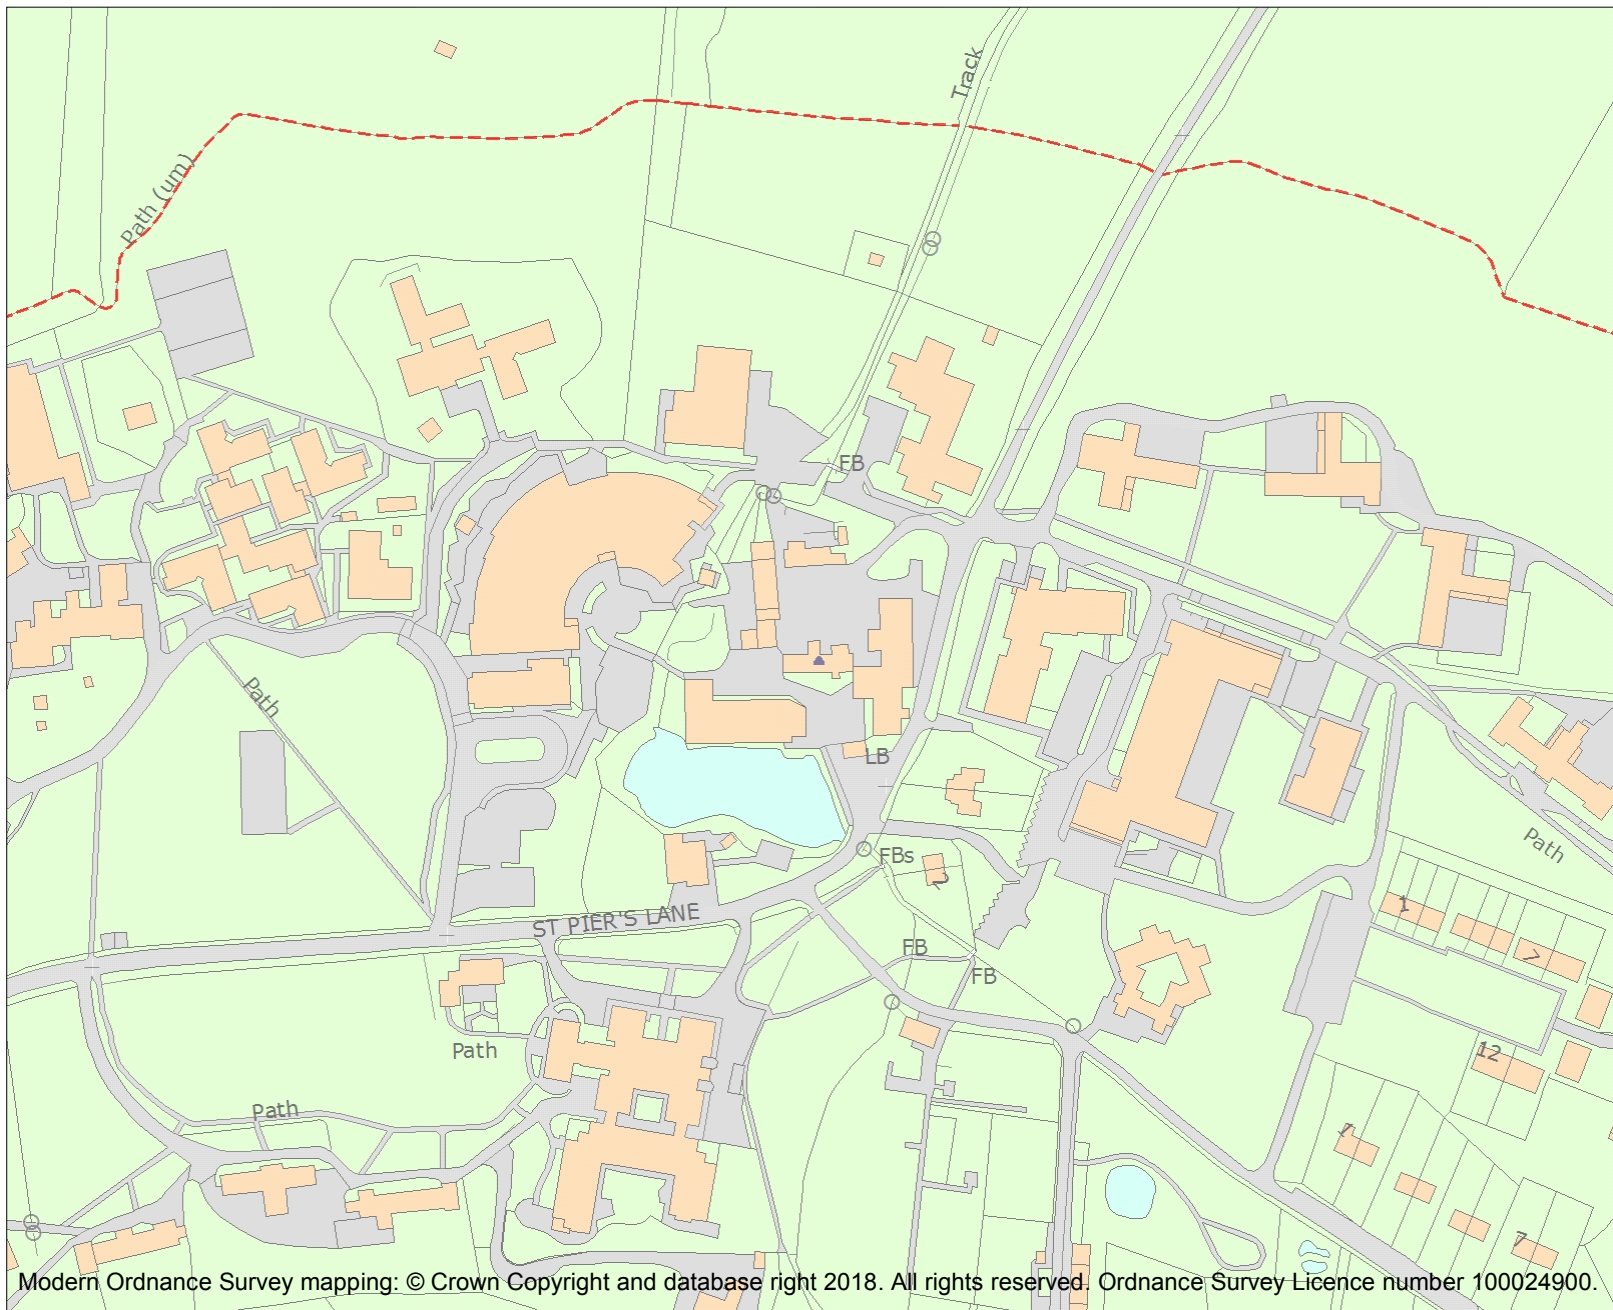 Track
Path (um)
FB
Path
LB
FBs
2
Path
1
ST PIER'S LANE
FB
7
FB
Path
12
Path
1
7
Modern Ordnance Survey mapping: © Crown Copyright and database right 2018. All rights reserved. Ordnance Survey Licence number 100024900.